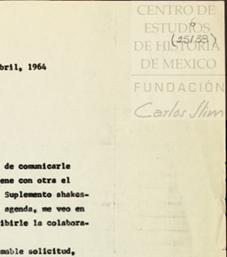 CENTRO DE
ESTUDIOS
DE HISTORIA
DE MEXICO
FUNDACIÓN
Carlos Slim
bril, 1964
de comunicarle
ene con otra el
Suplemento shakes-
agenda, me veo en
ibirle la colabora-
mable solicitud,